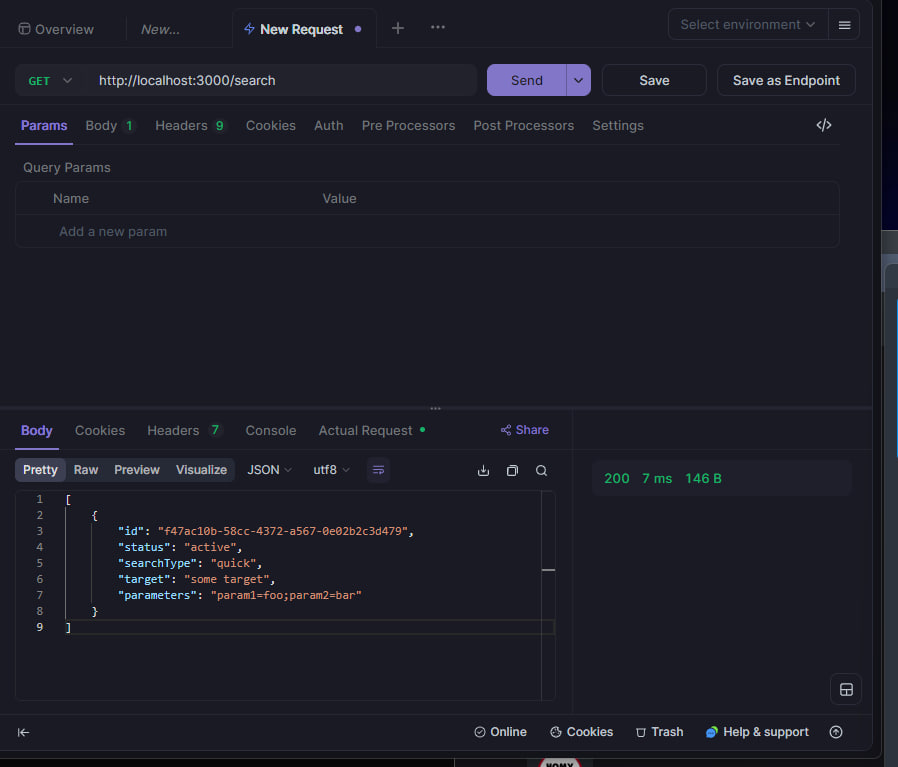 Overview New... New Request Select environment
GET http://localhost:3000/search Send Save Save as Endpoint
Params Body 1 Headers 9 Cookies Auth Pre Processors Post Processors Settings </>
Query Params
Name Value
Add a new param
Body Cookies Headers 7 Console Actual Request Share
Pretty Raw Preview Visualize JSON utf8
200 7 ms 146 B
1 [
2 {
3 "id": "f47ac10b-58cc-4372-a567-0e02b2c3d479",
4 "status": "active",
5 "searchType": "quick",
6 "target": "some target",
7 "parameters": "param1=foo;param2=bar"
8 }
9 ]
Online Cookies Trash Help & support